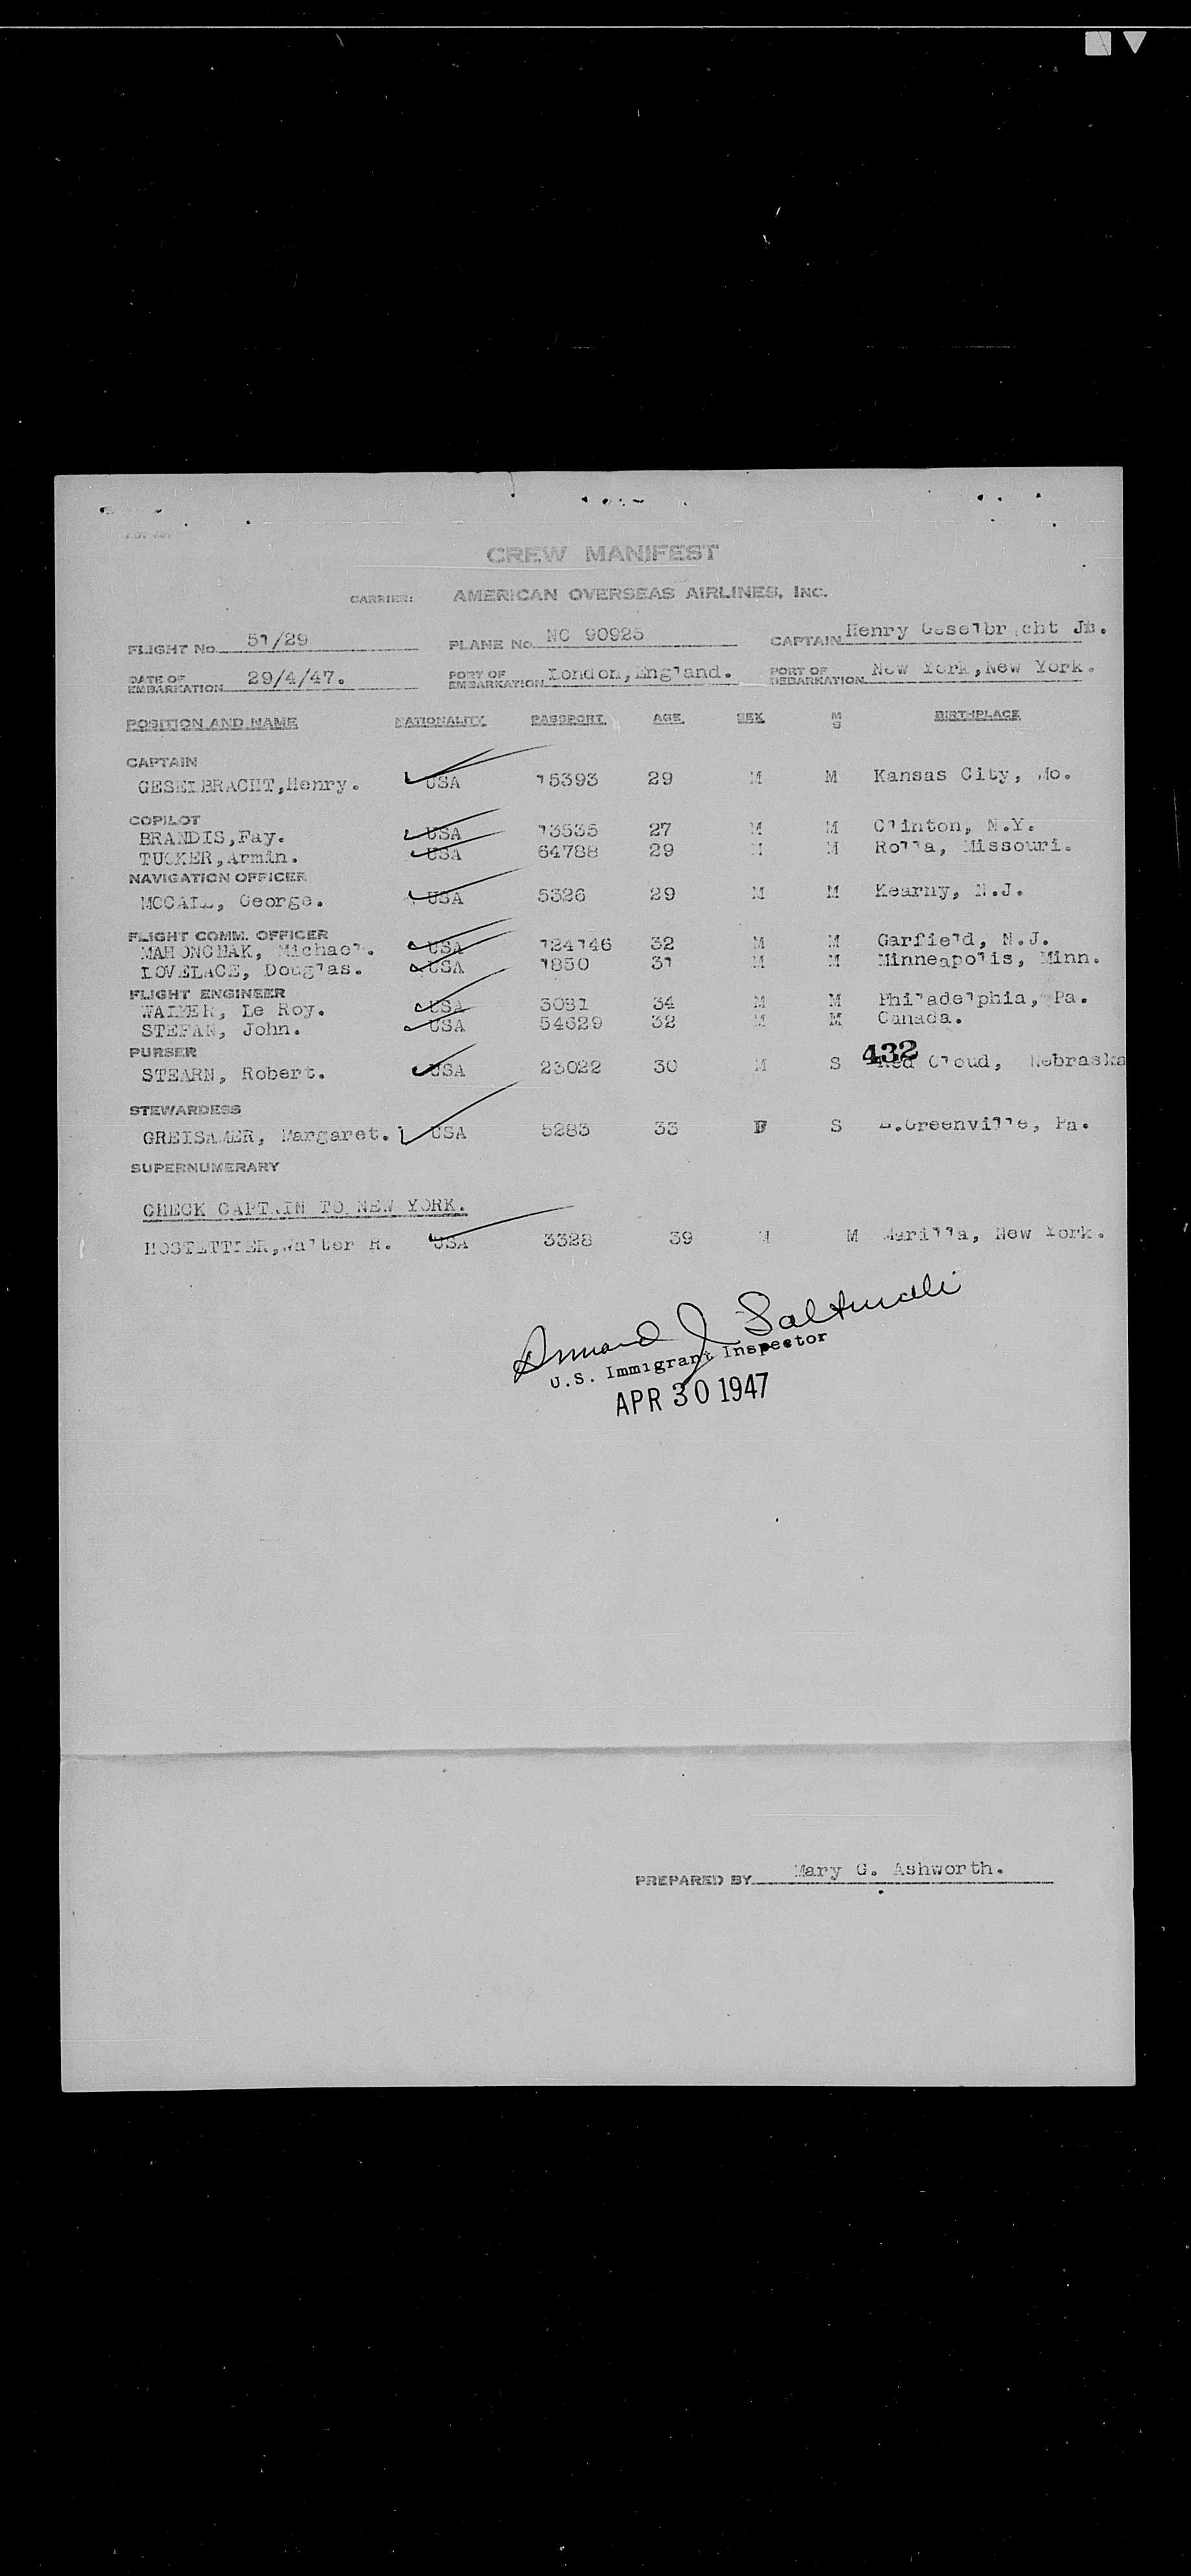 CREW MANIFEST
CARRIER: AMERICAN OVERSEAS AIRLINES, INC.
FLIGHT No. 51/29 PLANE No. NC 90925 CAPTAIN Henry Geselbracht JR.
DATE OF EMBARKATION 29/4/47. PORT OF EMBARKATION London,England. PORT OF DEBARKATION New York,New York.
POSITION AND NAME NATIONALITY PASSPORT AGE SEX M S BIRTHPLACE
CAPTAIN
GESELBRACHT,Henry. USA 15393 29 M M Kansas City, Mo.
COPILOT
BRANDIS,Fay. USA 13535 27 M M Clinton, N.Y.
TUCKER,Armin. USA 64788 29 M M Rolla, Missouri.
NAVIGATION OFFICER
MCCALL, George. USA 5326 29 M M Kearny, N.J.
FLIGHT COMM. OFFICER
MAHONCHAK, Michael. USA 124146 32 M M Garfield, N.J.
LOVELACE, Douglas. USA 1850 31 M M Minneapolis, Minn.
FLIGHT ENGINEER
Le Roy. USA 3081 34 M M Philadelphia, Pa.
STEFAN, John. USA 54629 32 M M Canada.
PURSER 432
STEARN, Robert. USA 23022 30 M S Red Cloud, Nebraska
STEWARDESS
GREISAMER, Margaret. USA 5283 33 F S E.Greenville, Pa.
SUPERNUMERARY
CHECK CAPTAIN TO NEW YORK.
HOSTETTLER,Walter R. USA 3328 39 M M Marilla, New York.
U.S. Immigrant Inspector
APR 30 1947
PREPARED BY Mary G. Ashworth.